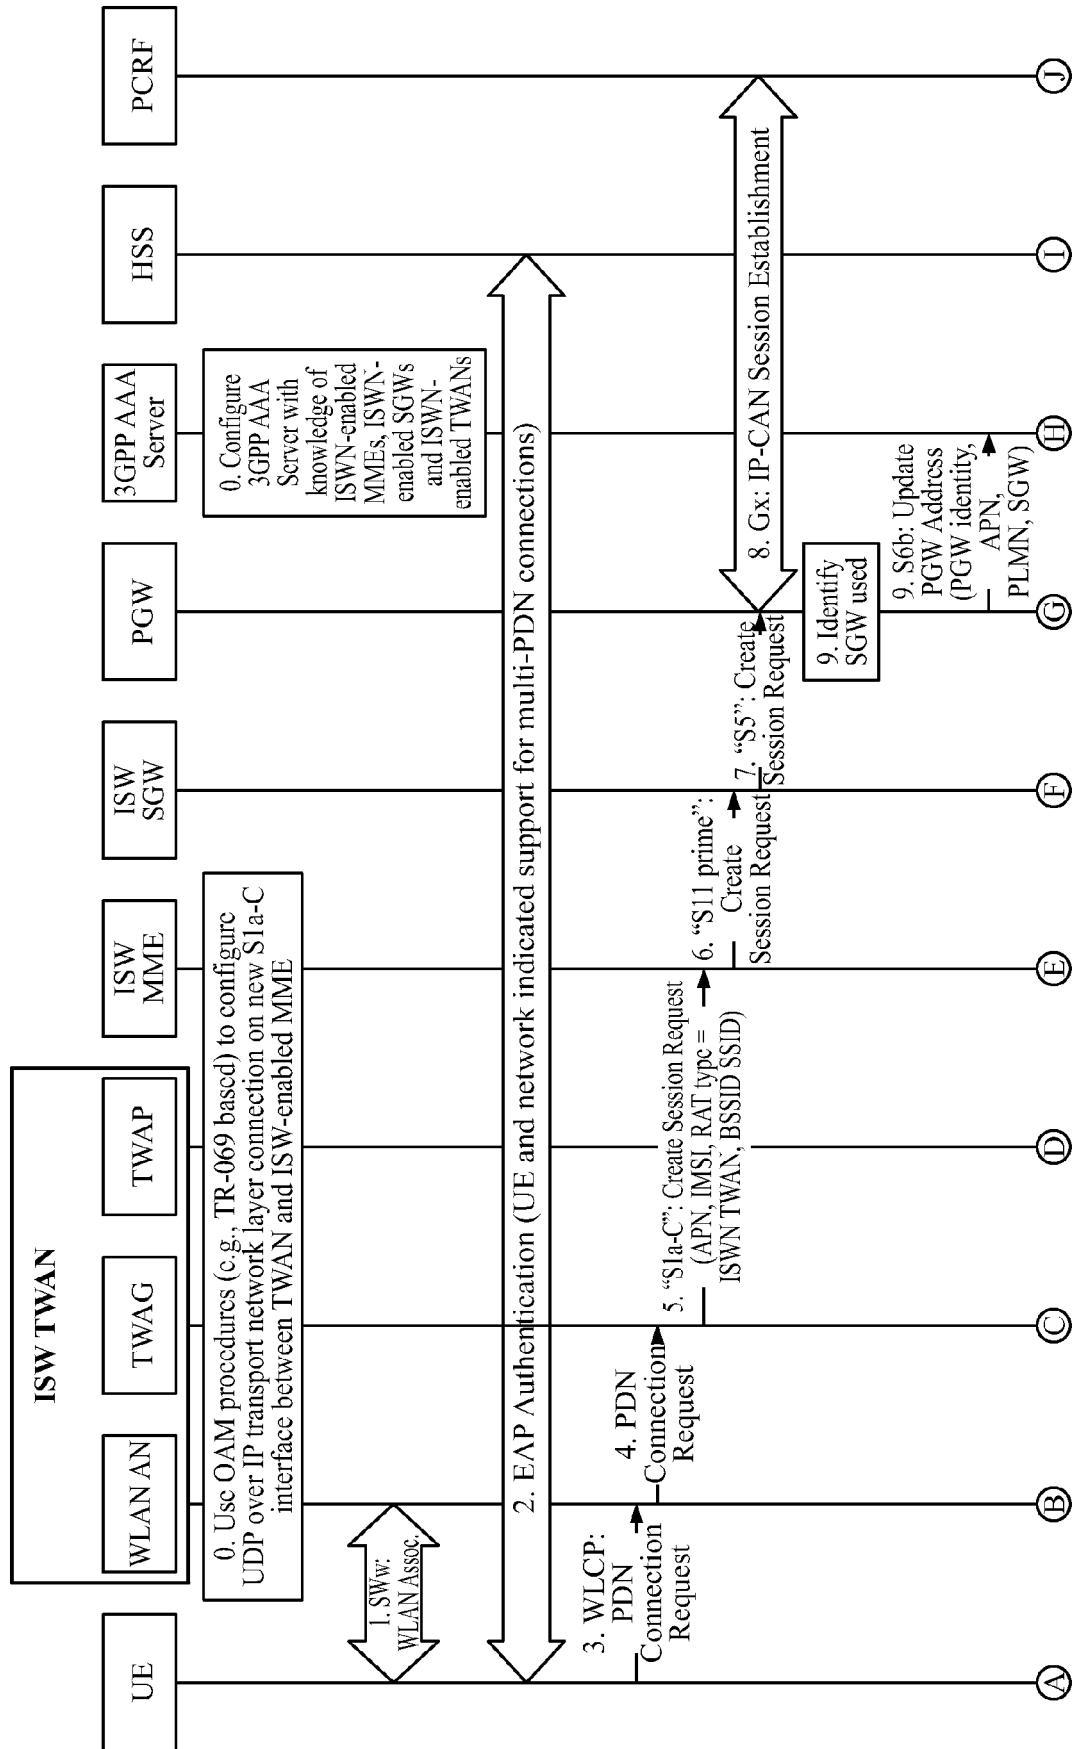 ISW TWAN
UE
WLAN AN
TWAG
TWAP
ISW
MME
ISW
SGW
PGW
3GPP AAA
Server
HSS
PCRF
0. Use OAM procedures (e.g., TR-069 based) to configure
UDP over IP transport network layer connection on new S1a-C
interface between TWAN and ISW-enabled MME
0. Configure
3GPP AAA
Server with
knowledge of
ISWN-enabled
MMEs, ISWN-
enabled SGWs
and ISWN-
enabled TWANs
1. SWw:
WLAN Assoc.
2. EAP Authentication (UE and network indicated support for multi-PDN connections)
3. WLCP:
PDN
Connection
Request
4. PDN
Connection
Request
5. “S1a-C”: Create Session Request
(APN, IMSI, RAT type =
ISWN TWAN, BSSID SSID)
6. “S11 prime”:
Create
Session Request
7. “S5”: Create
Session Request
8. Gx: IP-CAN Session Establishment
9. Identify
SGW used
9. S6b: Update
PGW Address
(PGW identity,
APN,
PLMN, SGW)
A
B
C
D
E
F
G
H
I
J